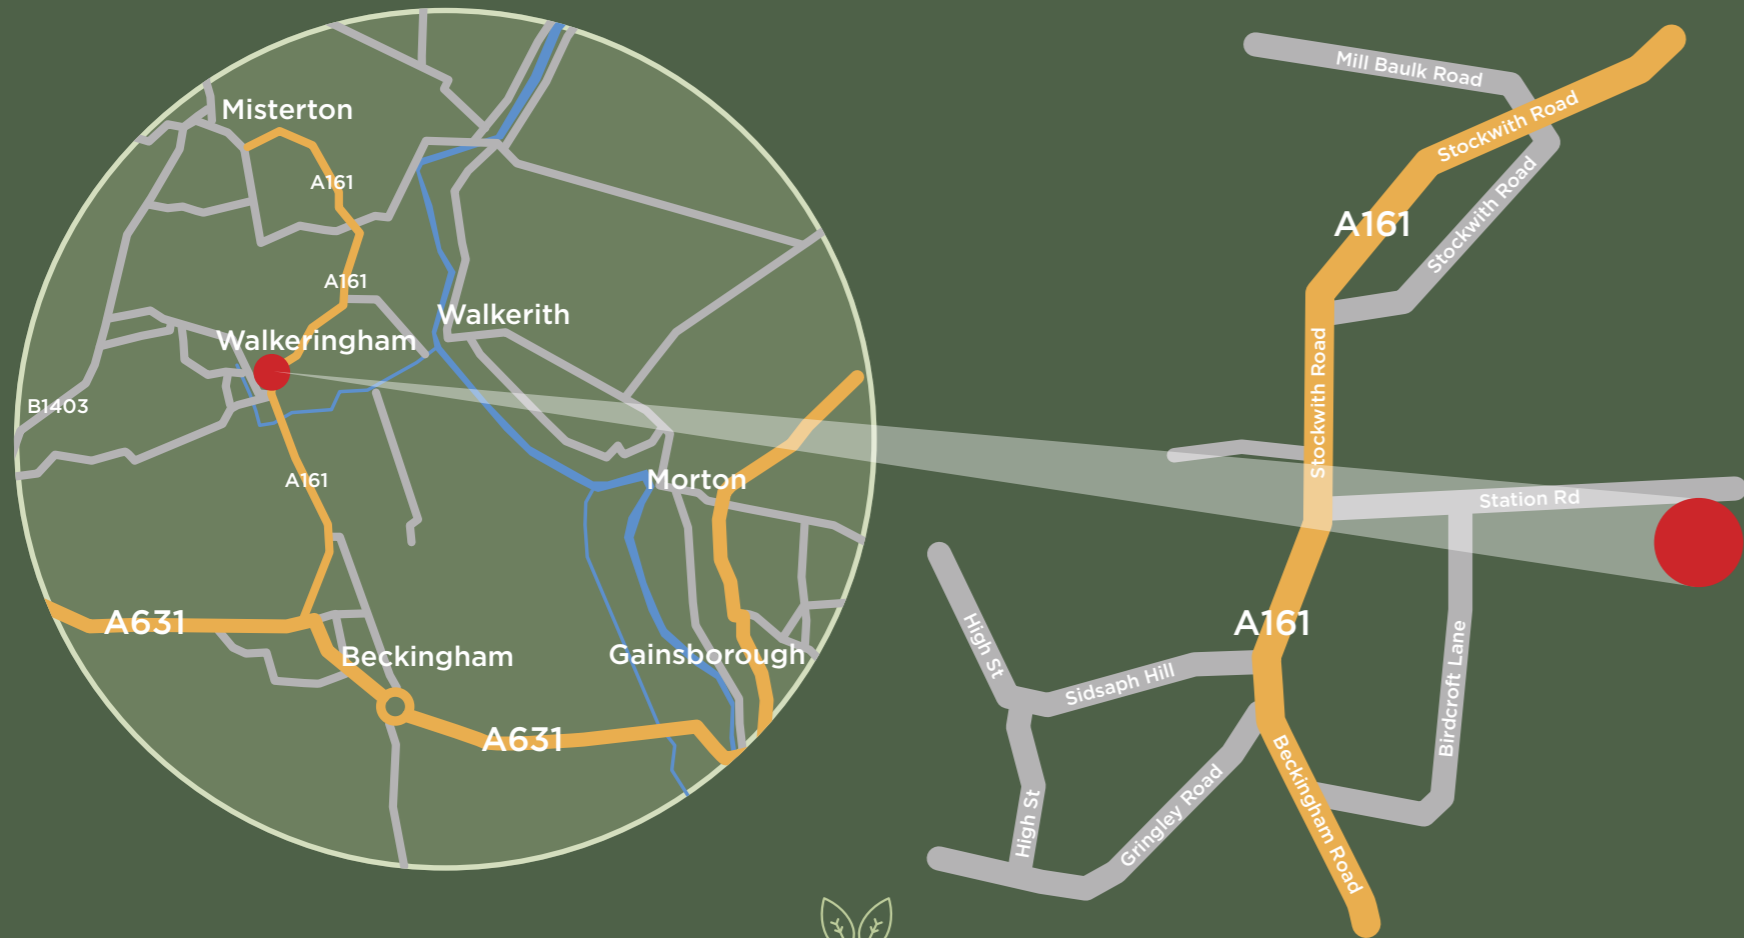 Misterton
A161
A161
Walkerith
Walkeringham
B1403
A161
Morton
A631
Beckingham
Gainsborough
A631
Mill Baulk Road
Stockwith Road
A161
Stockwith Road
Stockwith Road
Station Rd
A161
High St
Sidsaph Hill
Birdcroft Lane
Beckingham Road
Gringley Road
High St